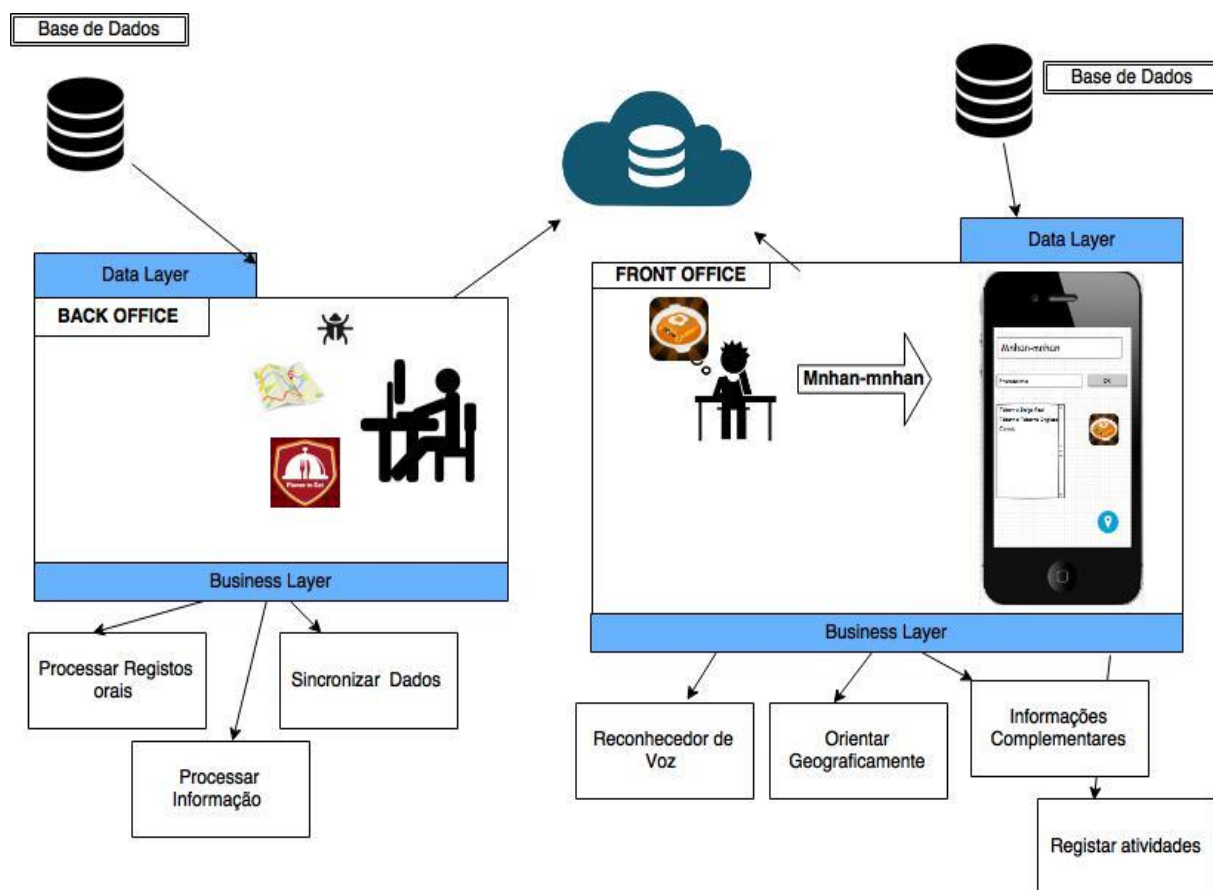 Base de Dados
Base de Dados
Data Layer
BACK OFFICE
Business Layer
Processar Registos
orais
Sincronizar Dados
Processar
Informação
Data Layer
FRONT OFFICE
Mnhan-mnhan
Mnhan-mnhan
OK
Business Layer
Reconhecedor de
Voz
Orientar
Geograficamente
Informações
Complementares
Registar atividades